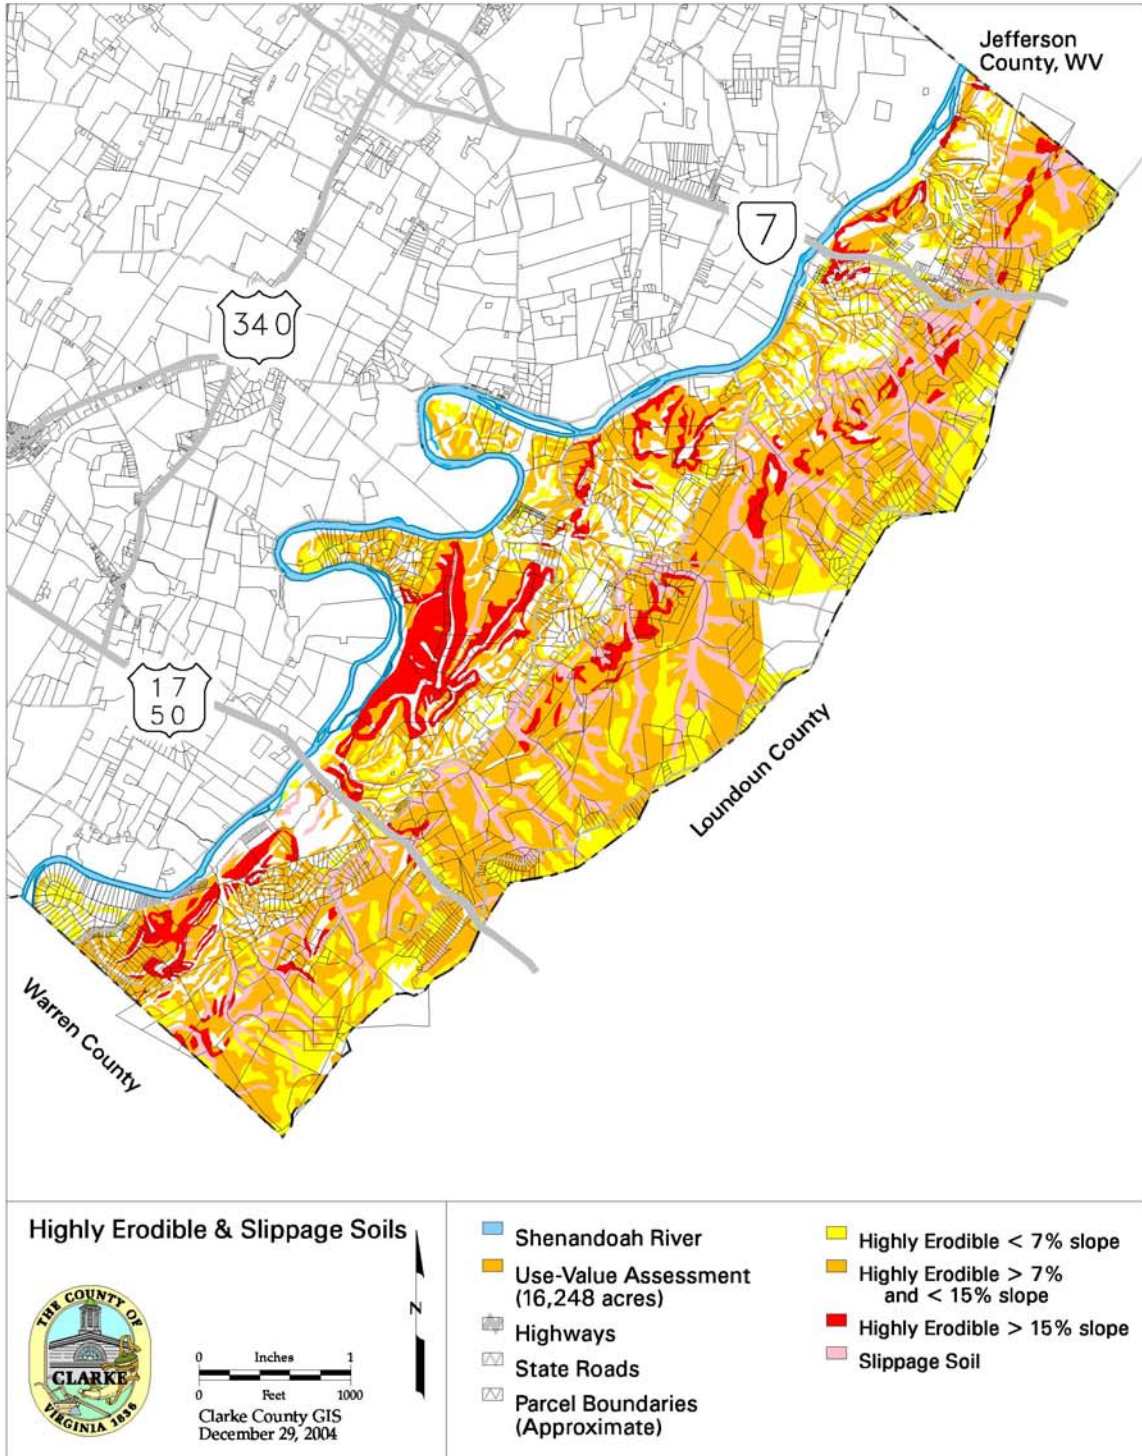 Jefferson
County, WV
7
340
17
50
Loundoun County
Warren County
Highly Erodible & Slippage Soils
THE COUNTY OF
CLARKE
VIRGINIA 1836
N
0 Inches 1
0 Feet 1000
Clarke County GIS
December 29, 2004
Shenandoah River
Use-Value Assessment
(16,248 acres)
Highways
State Roads
Parcel Boundaries
(Approximate)
Highly Erodible < 7% slope
Highly Erodible > 7%
and < 15% slope
Highly Erodible > 15% slope
Slippage Soil